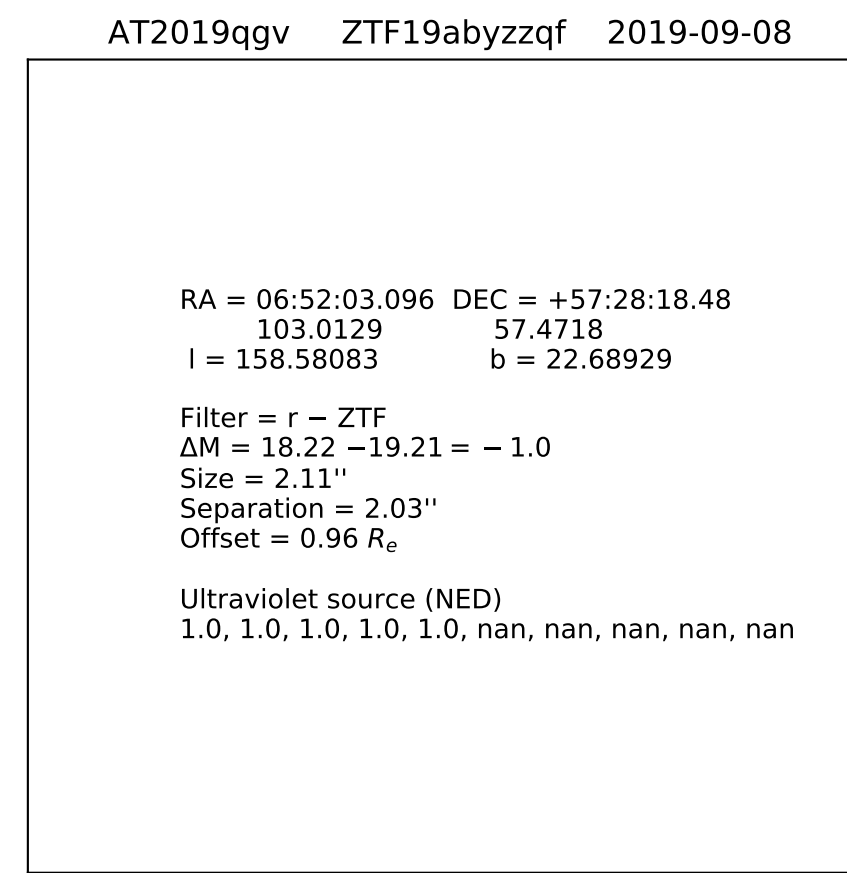 AT2019qgv ZTF19abyzzqf 2019-09-08
RA = 06:52:03.096 DEC = +57:28:18.48
103.0129 57.4718
l = 158.58083 b = 22.68929
Filter = r − ZTF
ΔM = 18.22 −19.21 = − 1.0
Size = 2.11''
Separation = 2.03''
Offset = 0.96 Re
Ultraviolet source (NED)
1.0, 1.0, 1.0, 1.0, 1.0, nan, nan, nan, nan, nan